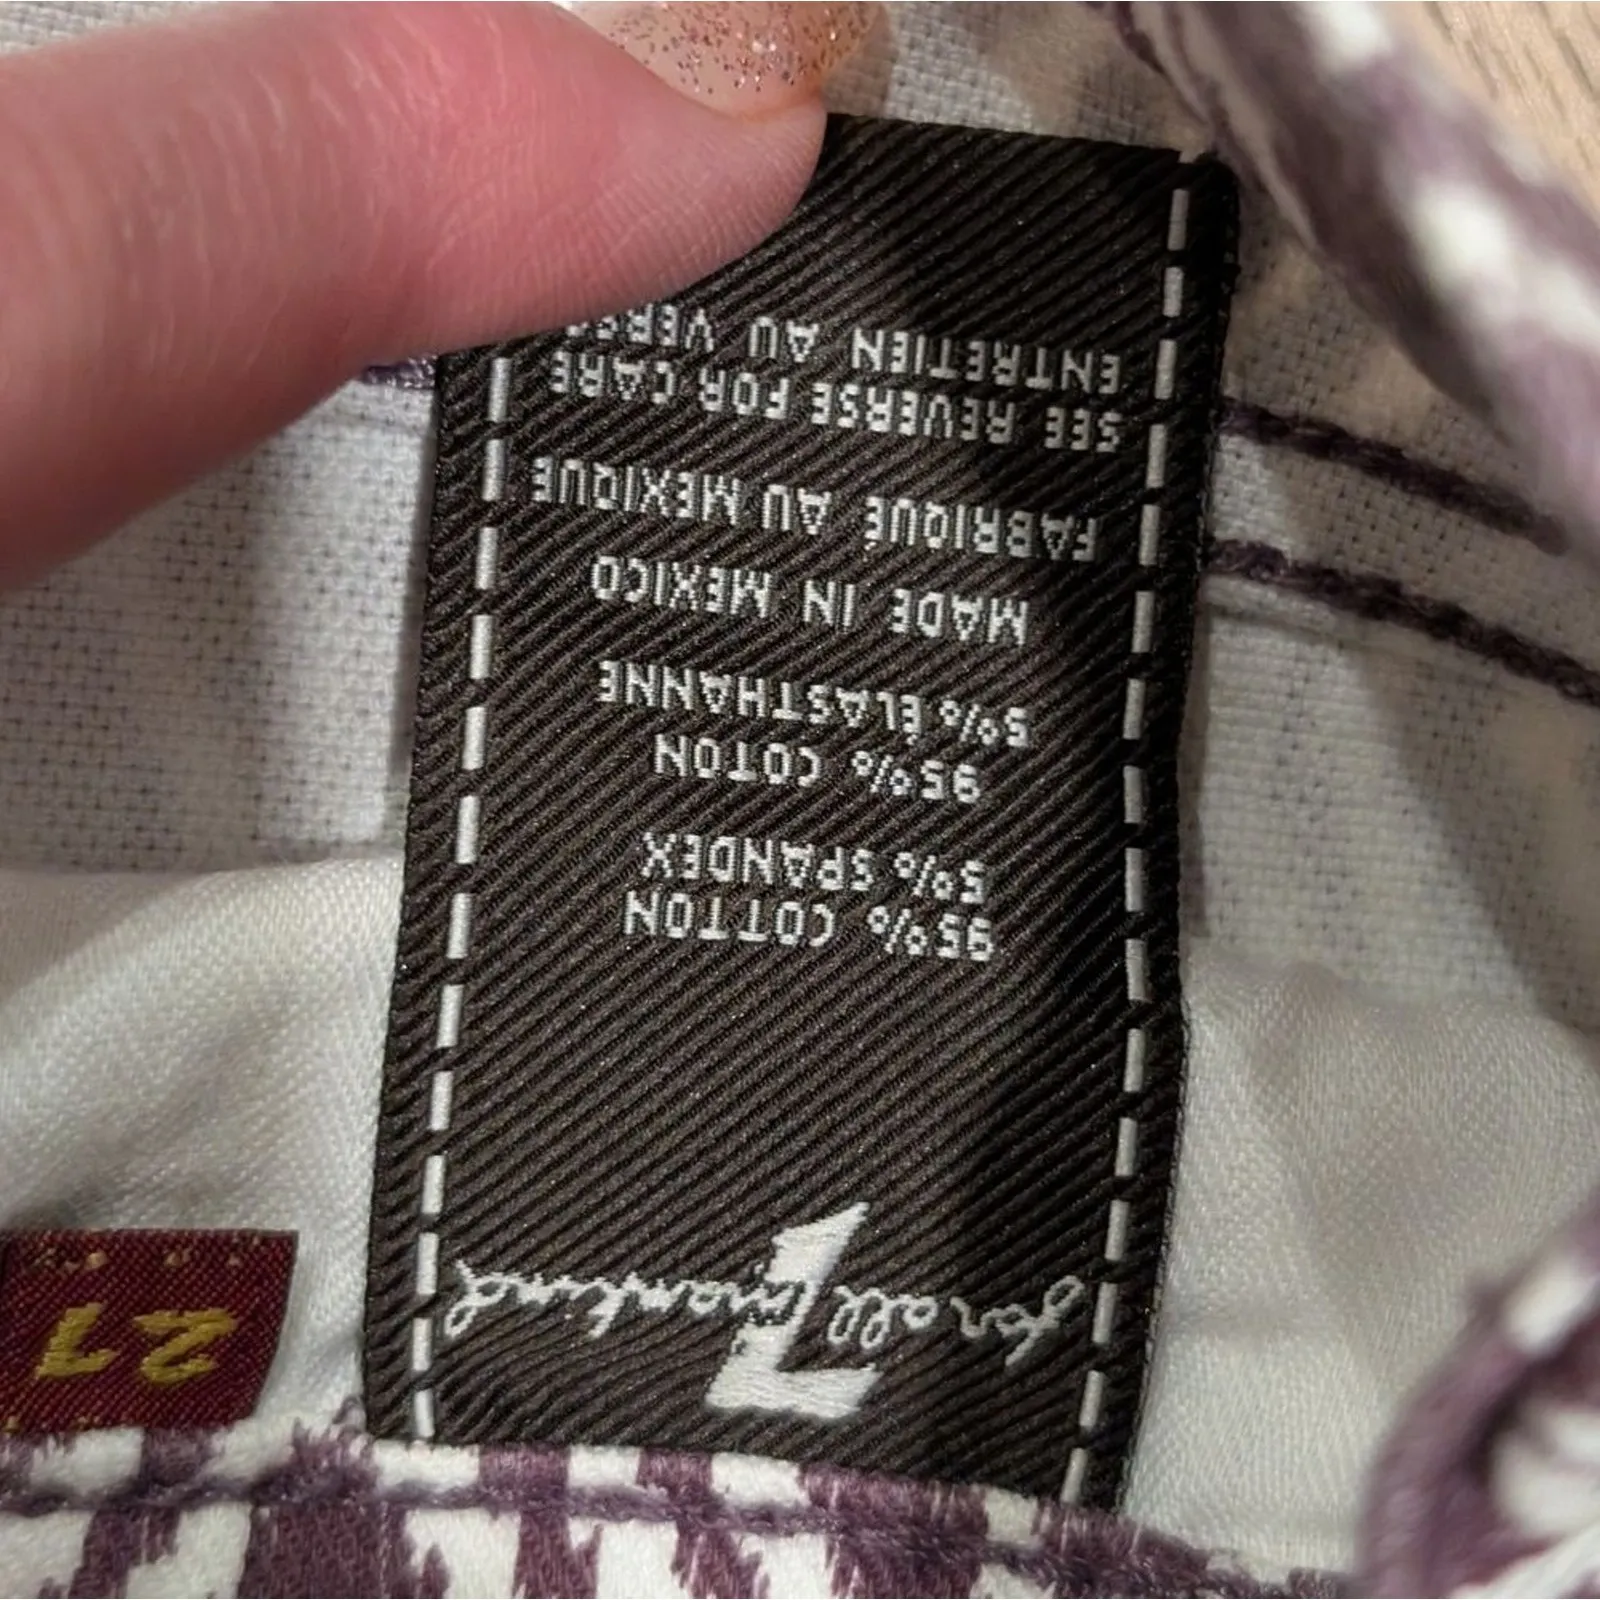 7
for all mankind
95% COTTON
5% SPANDEX
95% COTON
5% ÉLASTHANNE
MADE IN MEXICO
FABRIQUÉ AU MEXIQUE
SEE REVERSE FOR CARE
ENTRETIEN AU
27